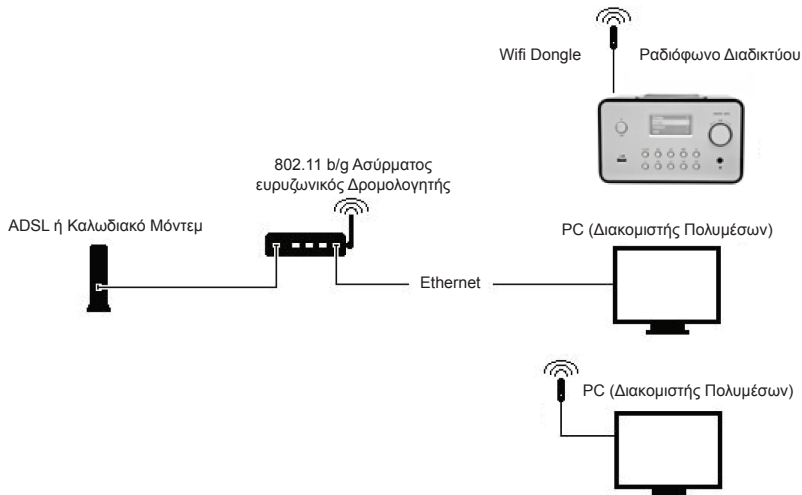 Wifi Dongle
Ραδιόφωνο Διαδικτύου
802.11 b/g Ασύρματος
ευρυζωνικός Δρομολογητής
ADSL ή Καλωδιακό Μόντεμ
PC (Διακομιστής Πολυμέσων)
Ethernet
PC (Διακομιστής Πολυμέσων)